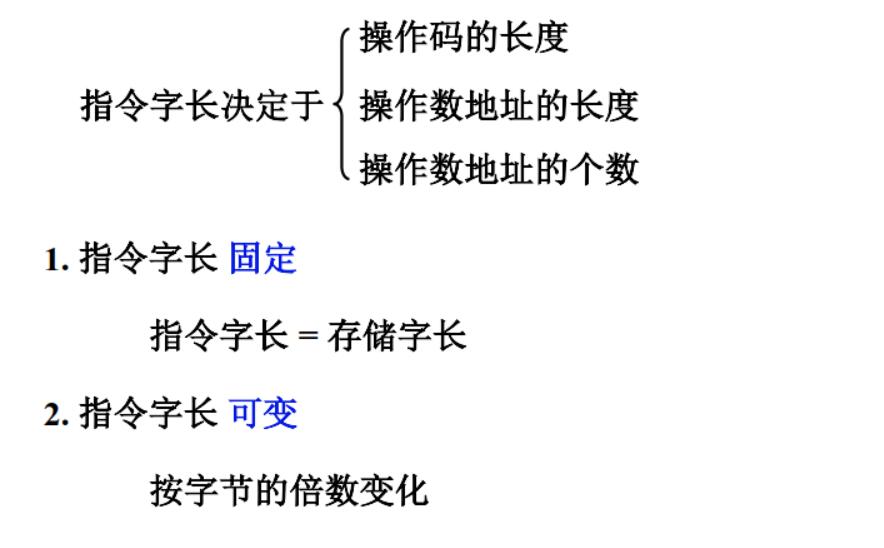 操作码的长度
指令字长决定于
操作数地址的长度
操作数地址的个数
1. 指令字长 固定
指令字长 = 存储字长
2. 指令字长 可变
按字节的倍数变化